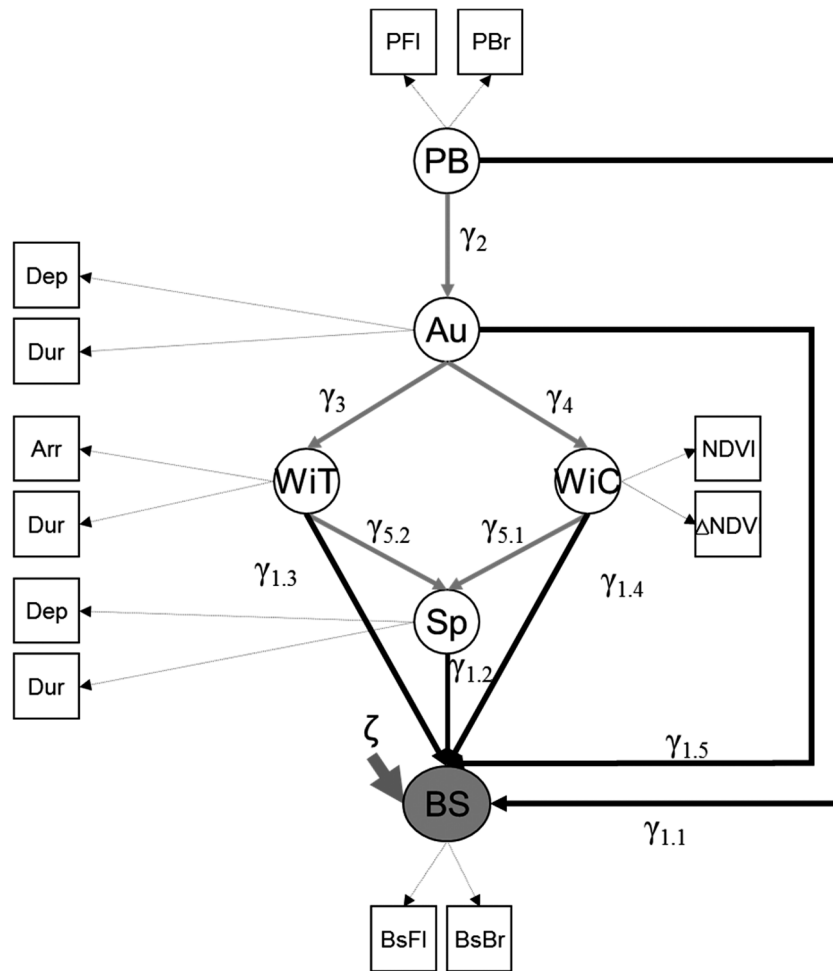 PFl PBr
PB
γ2
Dep
Au
Dur
γ3 γ4
Arr
NDVI
WiT WiC
Dur
γ5.2 γ5.1
ΔNDV
γ1.3 γ1.4
Dep
Sp
Dur
γ1.2
ζ
γ1.5
BS
γ1.1
BsFl BsBr